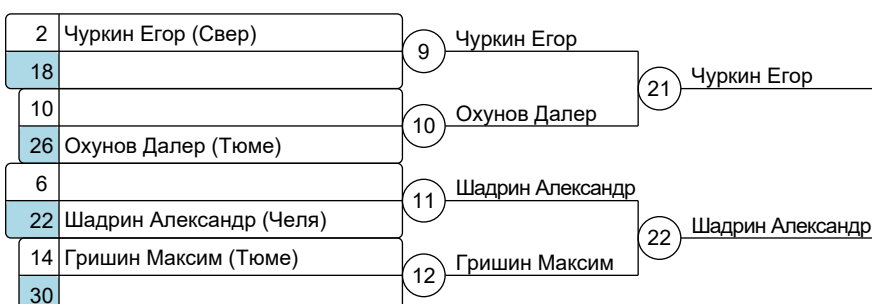 2 Чуркин Егор (Свер)
18
9 Чуркин Егор
21 Чуркин Егор
10
26 Охунов Далер (Тюме)
10 Охунов Далер
6
22 Шадрин Александр (Челя)
11 Шадрин Александр
22 Шадрин Александр
14 Гришин Максим (Тюме)
30
12 Гришин Максим